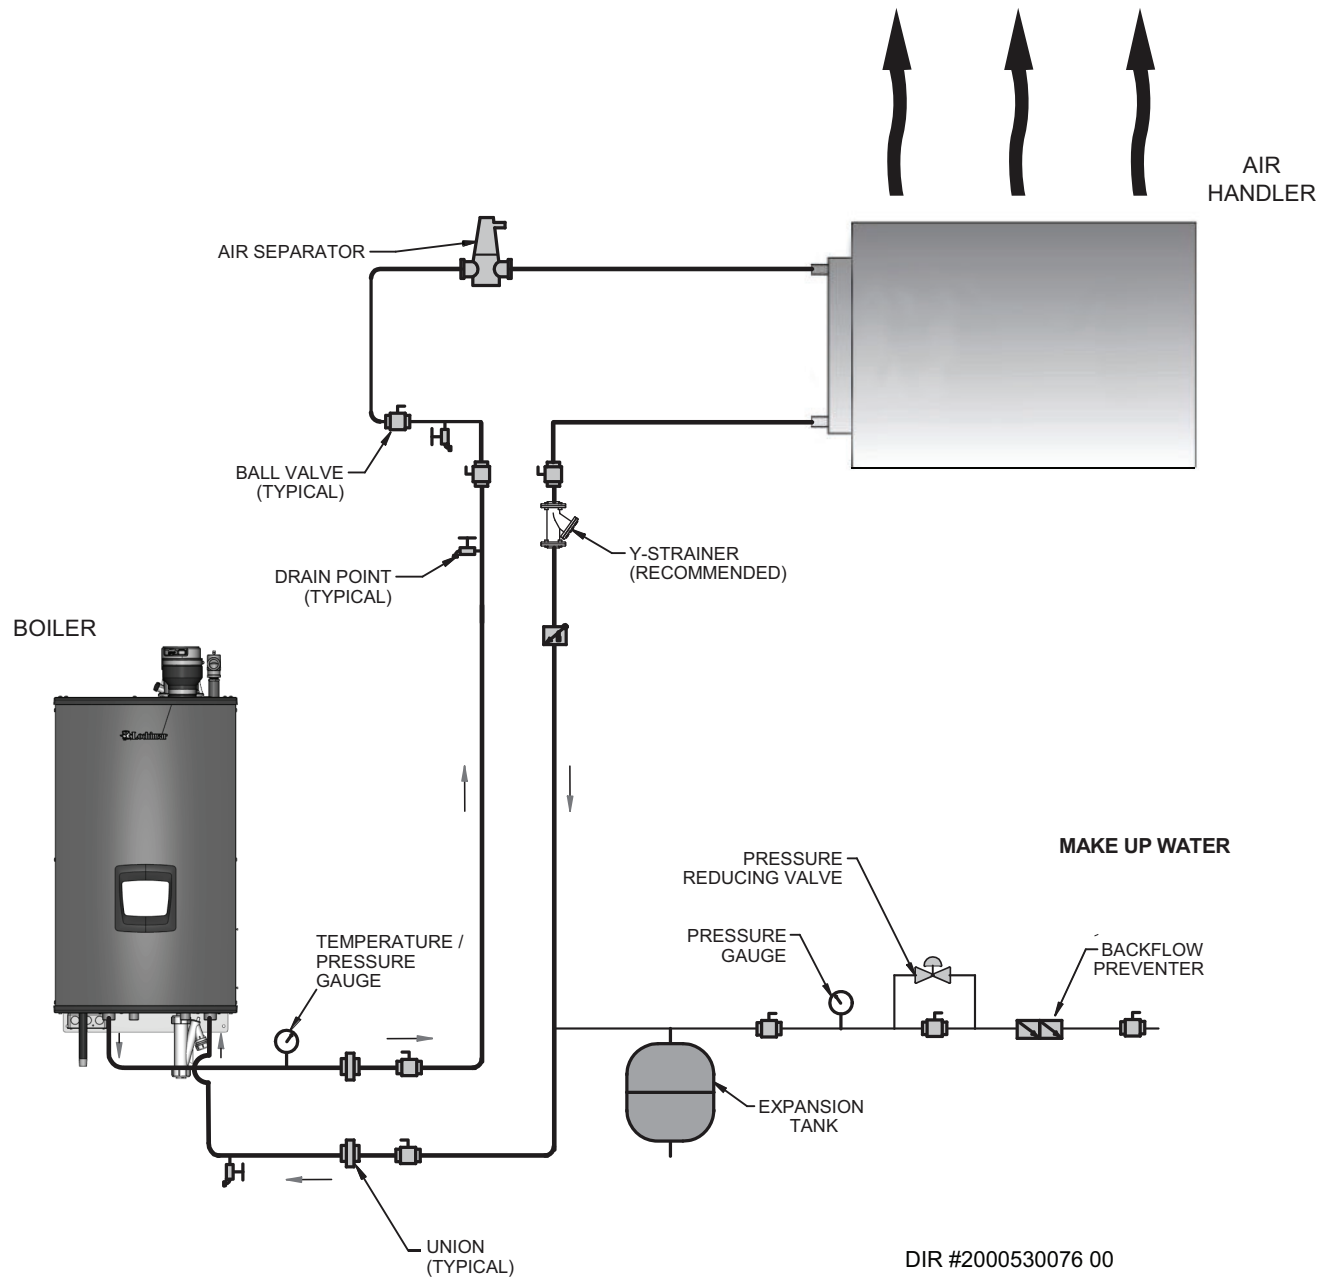 AIR
HANDLER
AIR SEPARATOR
BALL VALVE
(TYPICAL)
Y-STRAINER
(RECOMMENDED)
DRAIN POINT
(TYPICAL)
BOILER
Lochinvar
MAKE UP WATER
PRESSURE
REDUCING VALVE
TEMPERATURE /
PRESSURE
GAUGE
PRESSURE
GAUGE
BACKFLOW
PREVENTER
EXPANSION
TANK
UNION
(TYPICAL)
DIR #2000530076 00